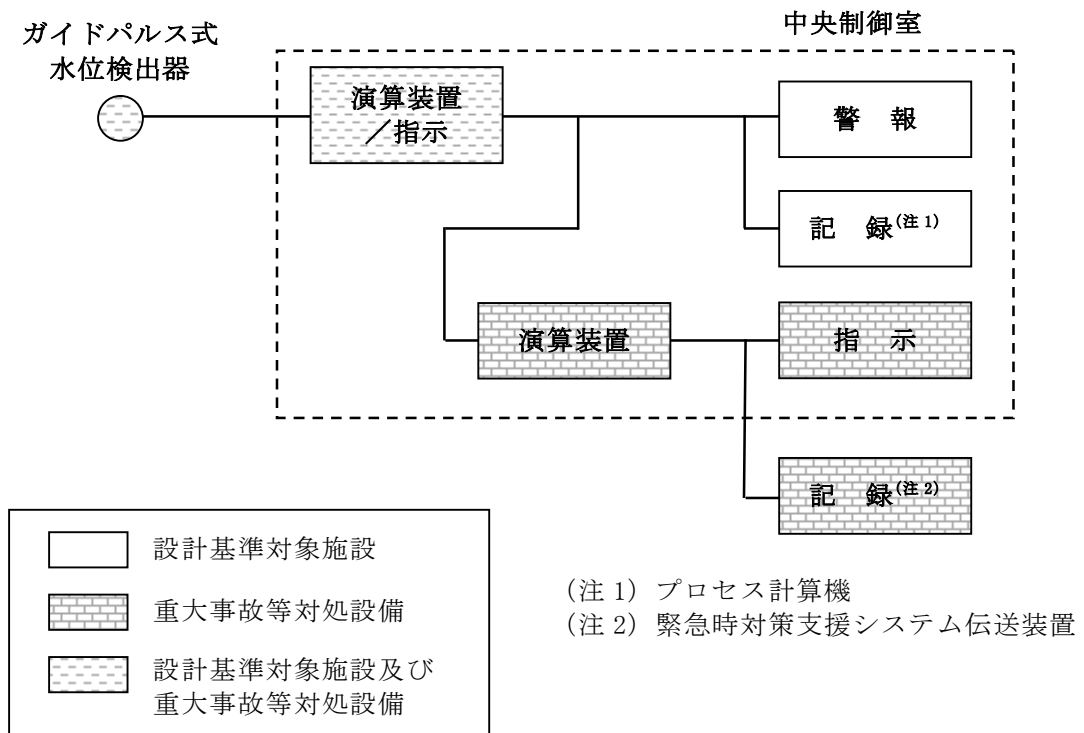 中央制御室
ガイドパルス式
水位検出器
演算装置
／指示
警 報
記 録(注1)
演算装置
指 示
記 録(注2)
設計基準対象施設
重大事故等対処設備
設計基準対象施設及び
重大事故等対処設備
(注1) プロセス計算機
(注2) 緊急時対策支援システム伝送装置